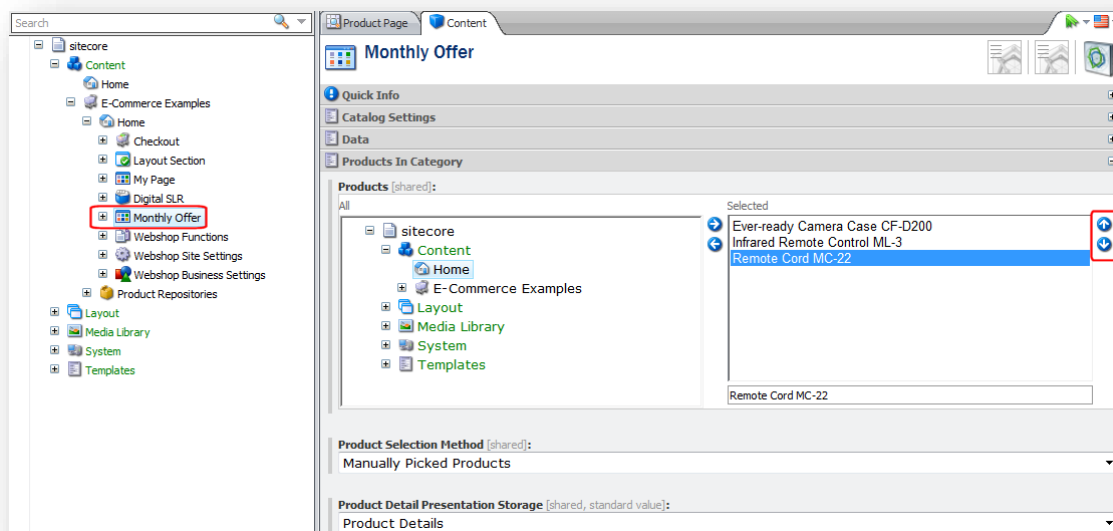 Search
sitecore
Content
Home
E-Commerce Examples
Home
Checkout
Layout Section
My Page
Digital SLR
Monthly Offer
Webshop Functions
Webshop Site Settings
Webshop Business Settings
Product Repositories
Layout
Media Library
System
Templates
Product Page
Content
Monthly Offer
Quick Info
Catalog Settings
Data
Products In Category
Products [shared]:
All
sitecore
Content
Home
E-Commerce Examples
Layout
Media Library
System
Templates
Selected
Ever-ready Camera Case CF-D200
Infrared Remote Control ML-3
Remote Cord MC-22
Remote Cord MC-22
Product Selection Method [shared]:
Manually Picked Products
Product Detail Presentation Storage [shared, standard value]:
Product Details